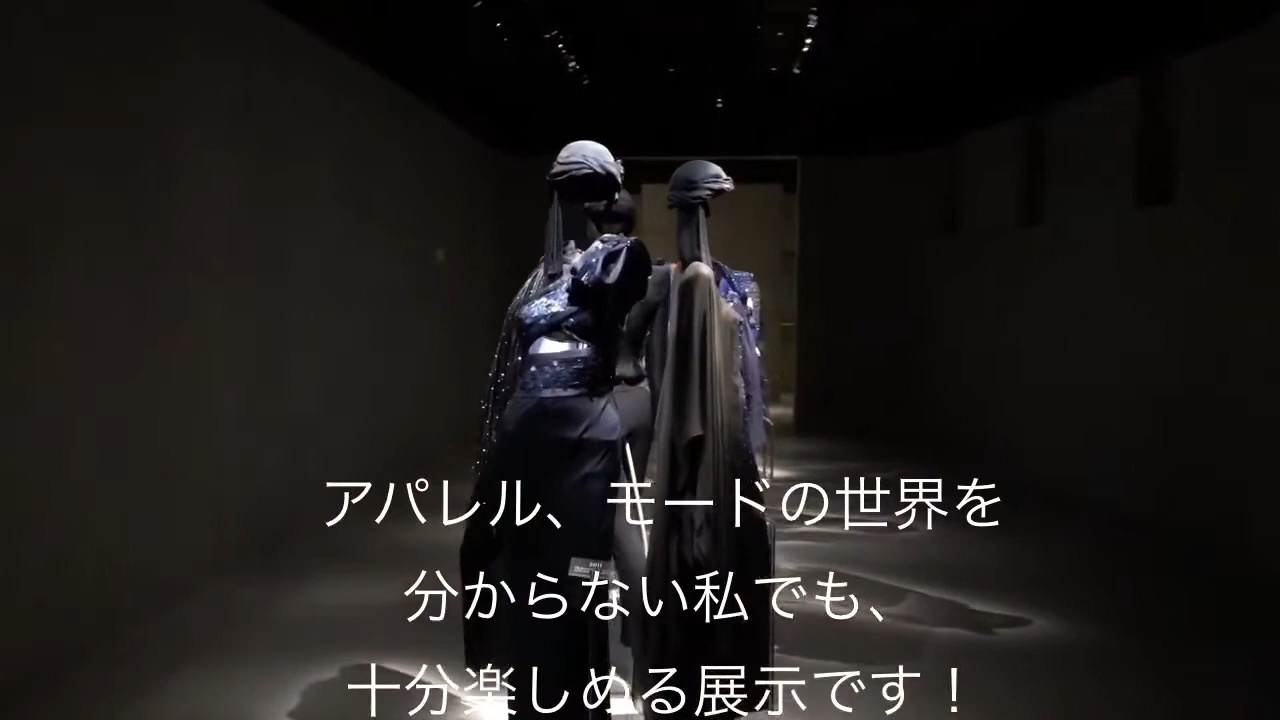 アパレル、モードの世界を
分からない私でも、
十分楽しめる展示です！